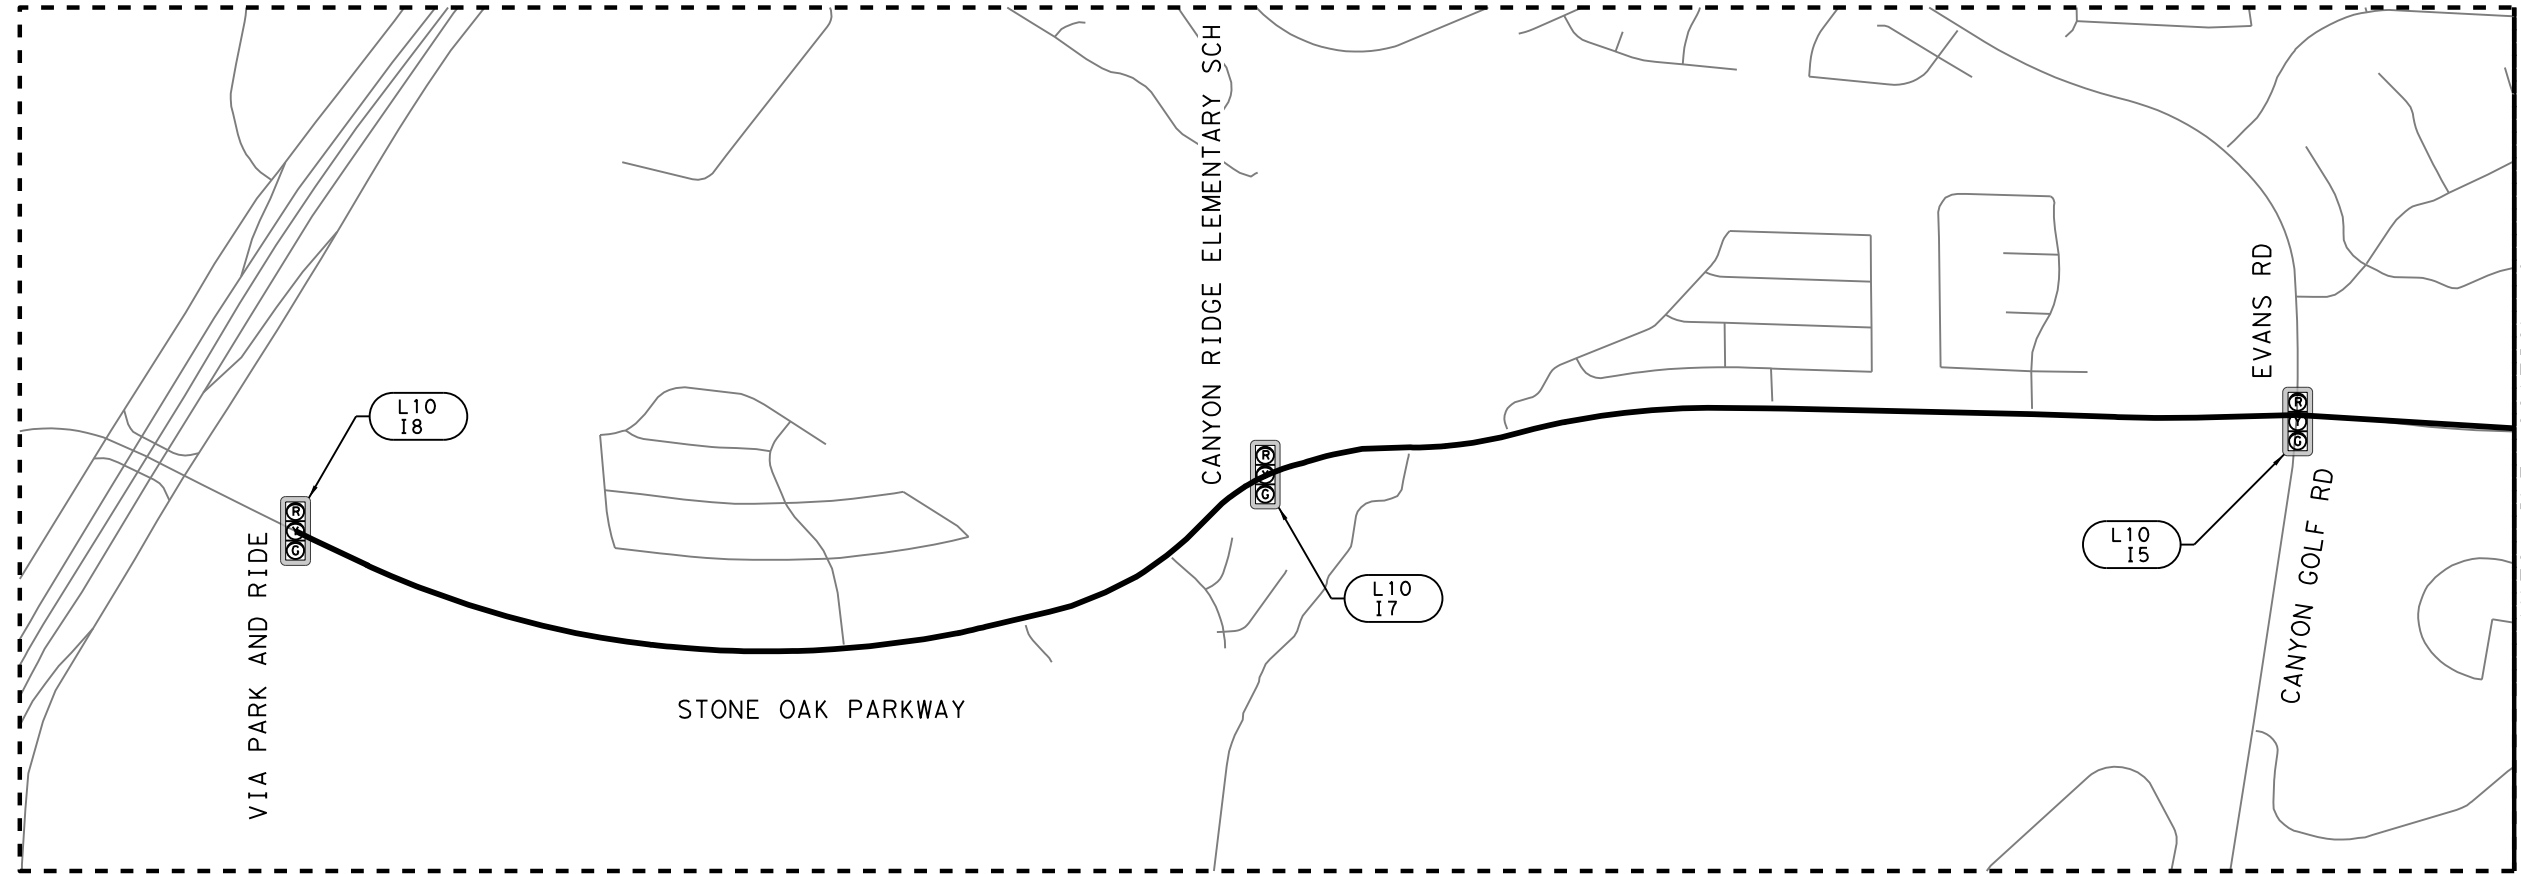 CANYON RIDGE ELEMENTARY SCH
EVANS RD
L10
I8
R
Y
G
VIA PARK AND RIDE
R
G
L10
I7
R
Y
G
L10
I5
CANYON GOLF RD
STONE OAK PARKWAY